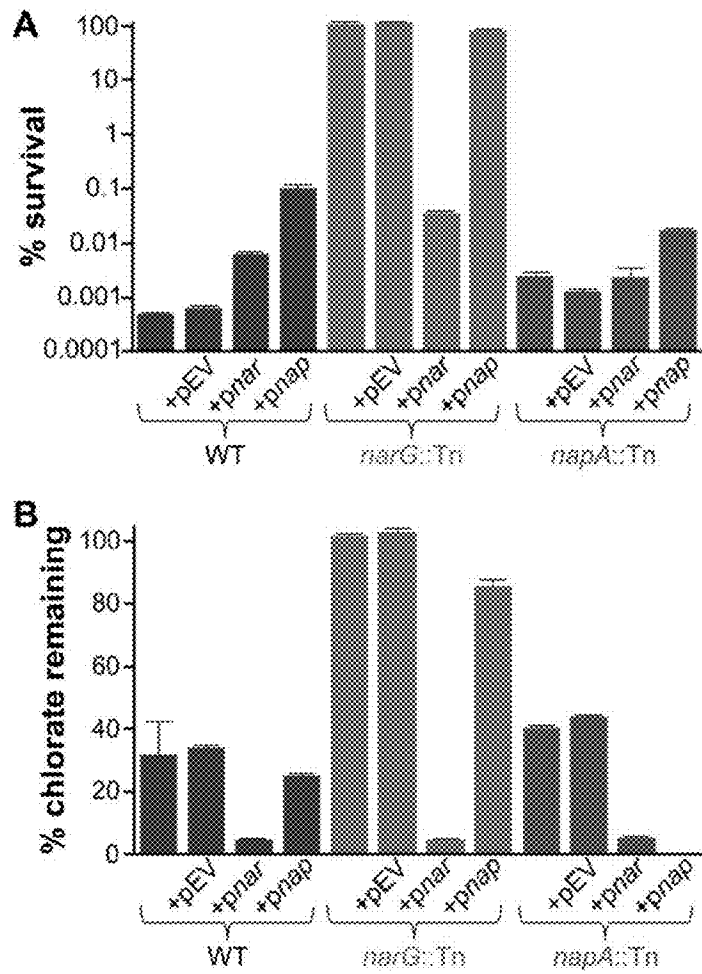 A
% survival
100
10
1
0.1
0.01
0.001
0.0001
+pEV
+pnar
+pnap
+pEV
+pnar
+pnap
+pEV
+pnar
+pnap
WT
narG::Tn
napA::Tn
B
% chlorate remaining
100
80
60
40
20
0
+pEV
+pnar
+pnap
+pEV
+pnar
+pnap
+pEV
+pnar
+pnap
WT
narG::Tn
napA::Tn